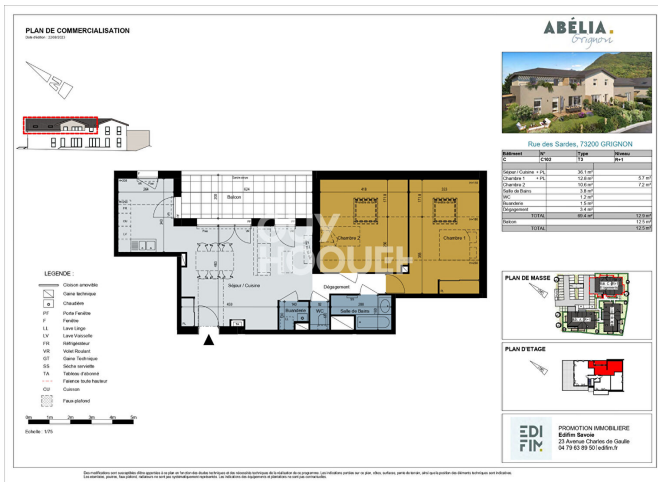 PLAN DE COMMERCIALISATION
ABÉLIA.
Grignon
Rue des Sardes, 73200 GRIGNON
Bâtiment N° Type Niveau
C C102 T3 R+1
Séjour / Cuisine + PL 36.1 m²
Chambre 1 + PL 12.8 m² 5.7 m²
Chambre 2 10.6 m² 7.2 m²
Salle de Bains 3.8 m²
WC 1.2 m²
Buanderie 1.5 m²
Dégagement 3.4 m²
TOTAL 12.9 m²
Balcon 12.5 m²
TOTAL 12.5 m²
Balcon
Chambre 2
Chambre 1
GUY
HOQUET
Séjour / Cuisine
Dégagement
Buanderie
WC
Salle de Bains
LEGENDE :
Cloison amovible
Gaine technique
Chaudière
PF Porte Fenêtre
F Fenêtre
LL Lave Linge
LV Lave Vaisselle
FR Réfrigérateur
VR Volet Roulant
GT Gaine Technique
SS Sèche serviette
TA Tableau d'abonné
Faïence toute hauteur
CU Cuisson
Faux-plafond
0m 1m 2m 3m 4m 5m
Echelle : 1/75
PLAN DE MASSE
PLAN D'ETAGE
EDI
FIM
PROMOTION IMMOBILIERE
Edifim Savoie
23 Avenue Charles de Gaulle
04 79 63 89 50 | edifim.fr